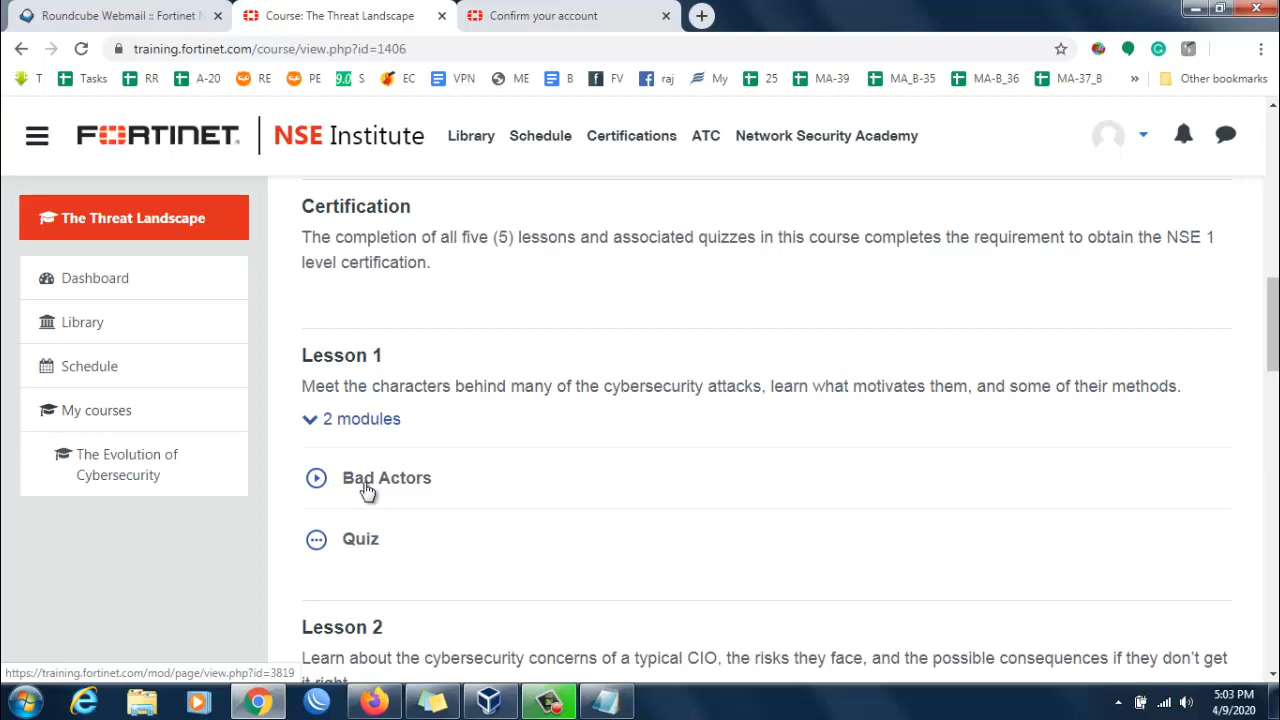 Roundcube Webmail :: Fortinet N
Course: The Threat Landscape
Confirm your account
training.fortinet.com/course/view.php?id=1406
T
Tasks
RR
A-20
RE
PE
9.0
S
EC
VPN
ME
B
f
FV
raj
My
25
MA-39
MA_B-35
MA-B_36
MA-37_B
»
Other bookmarks
FORTINET
NSE Institute
Library
Schedule
Certifications
ATC
Network Security Academy
The Threat Landscape
Dashboard
Library
Schedule
My courses
The Evolution of
Cybersecurity
Certification
The completion of all five (5) lessons and associated quizzes in this course completes the requirement to obtain the NSE 1
level certification.
Lesson 1
Meet the characters behind many of the cybersecurity attacks, learn what motivates them, and some of their methods.
2 modules
Bad Actors
Quiz
Lesson 2
Learn about the cybersecurity concerns of a typical CIO, the risks they face, and the possible consequences if they don't get
it right.
https://training.fortinet.com/mod/page/view.php?id=3819
5:03 PM
4/9/2020